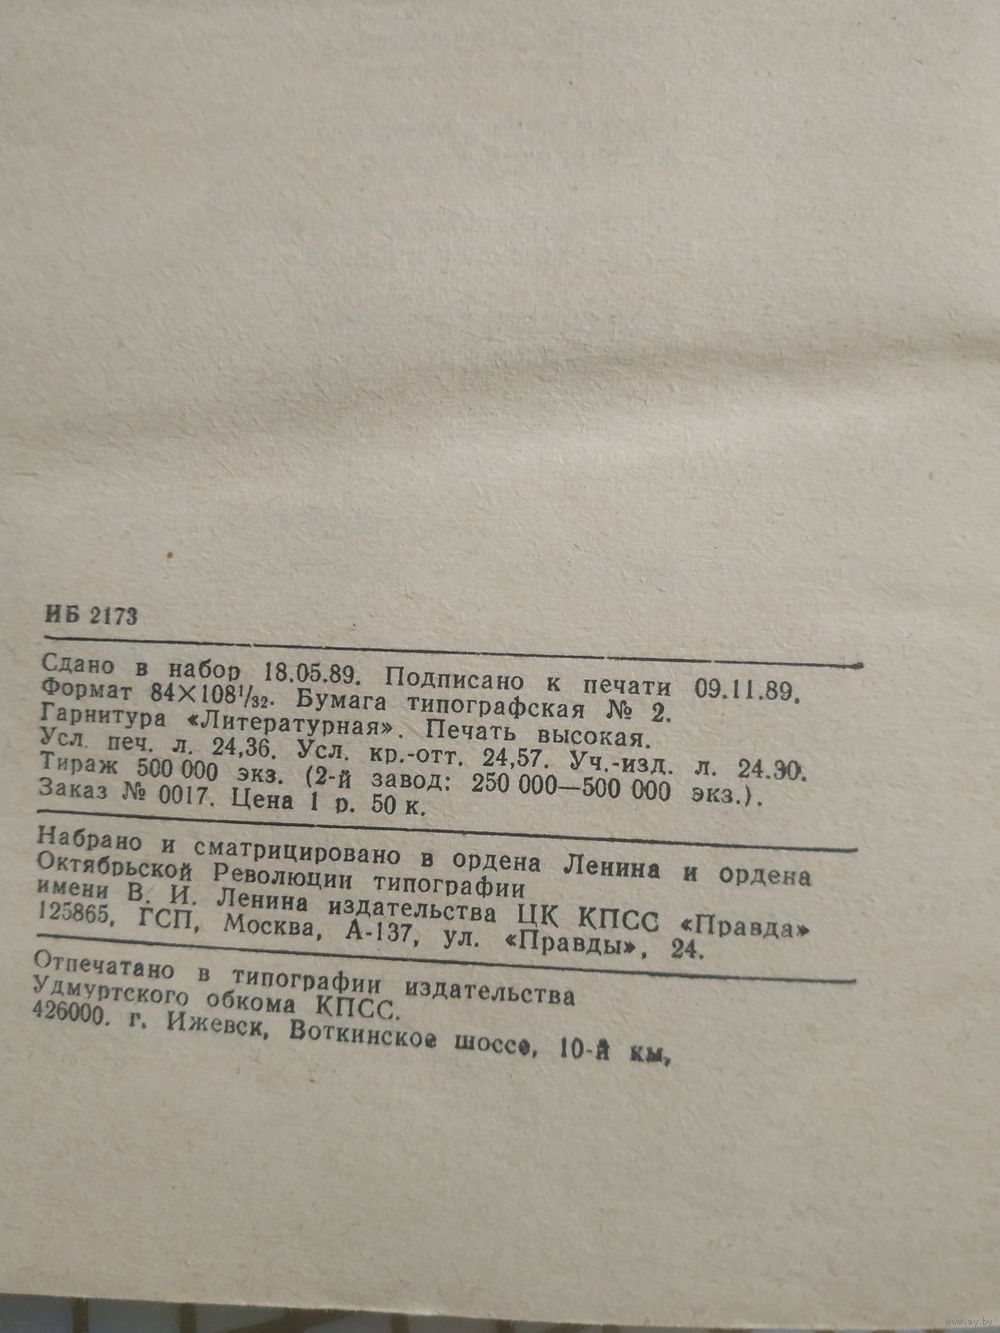 ИБ 2173
Сдано в набор 18.05.89. Подписано к печати 09.11.89.
Формат 84×108¹/₃₂. Бумага типографская № 2.
Гарнитура «Литературная». Печать высокая.
Усл. печ. л. 24,36. Усл. кр.-отт. 24,57. Уч.-изд. л. 24.30.
Тираж 500 000 экз. (2-й завод: 250 000—500 000 экз.).
Заказ № 0017. Цена 1 р. 50 к.
Набрано и сматрицировано в ордена Ленина и ордена
Октябрьской Революции типографии
имени В. И. Ленина издательства ЦК КПСС «Правда»
125865, ГСП, Москва, А-137, ул. «Правды», 24.
Отпечатано в типографии издательства
Удмуртского обкома КПСС.
426000. г. Ижевск, Воткинское шоссе, 10-й км,
www.ay.by